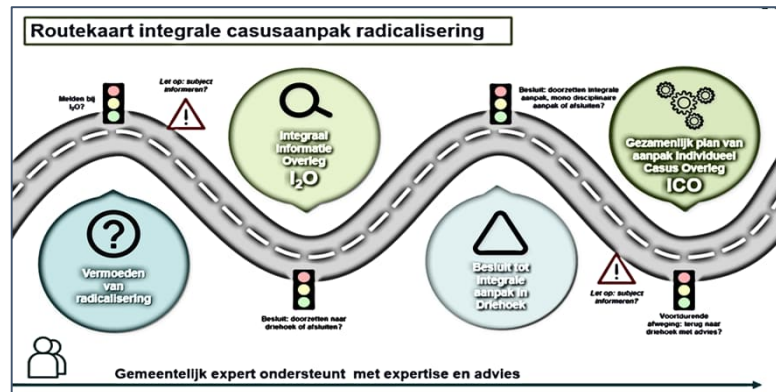 Routekaart integrale casusaanpak radicalisering
Melden bij
I2O?
Let op: subject
informeren?
Integraal
Informatie
Overleg
I2O
Besluit: doorzetten integrale
aanpak, mono disciplinaire
aanpak of afsluiten?
Gezamenlijk plan van
aanpak Individueel
Casus Overleg
ICO
Vermoeden
van
radicalisering
Besluit: doorzetten naar
driehoek of afsluiten?
Besluit tot
integrale
aanpak in
Driehoek
Let op: subject
informeren?
Voortdurende
afweging: terug naar
driehoek met advies?
Gemeentelijk expert ondersteunt met expertise en advies